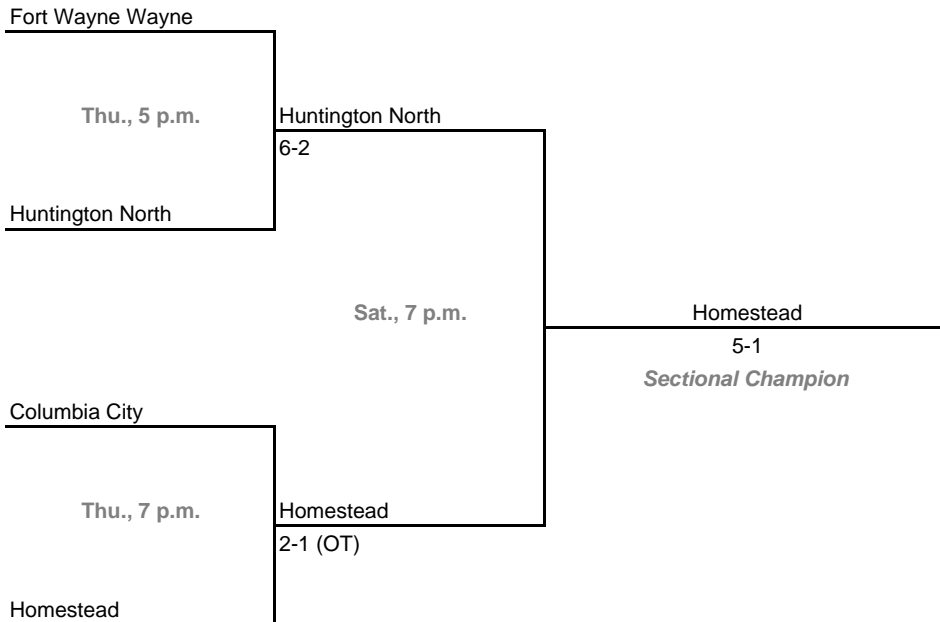 Fort Wayne Wayne
Thu., 5 p.m.
Huntington North
6-2
Huntington North
Sat., 7 p.m.
Homestead
5-1
Sectional Champion
Columbia City
Thu., 7 p.m.
Homestead
2-1 (OT)
Homestead